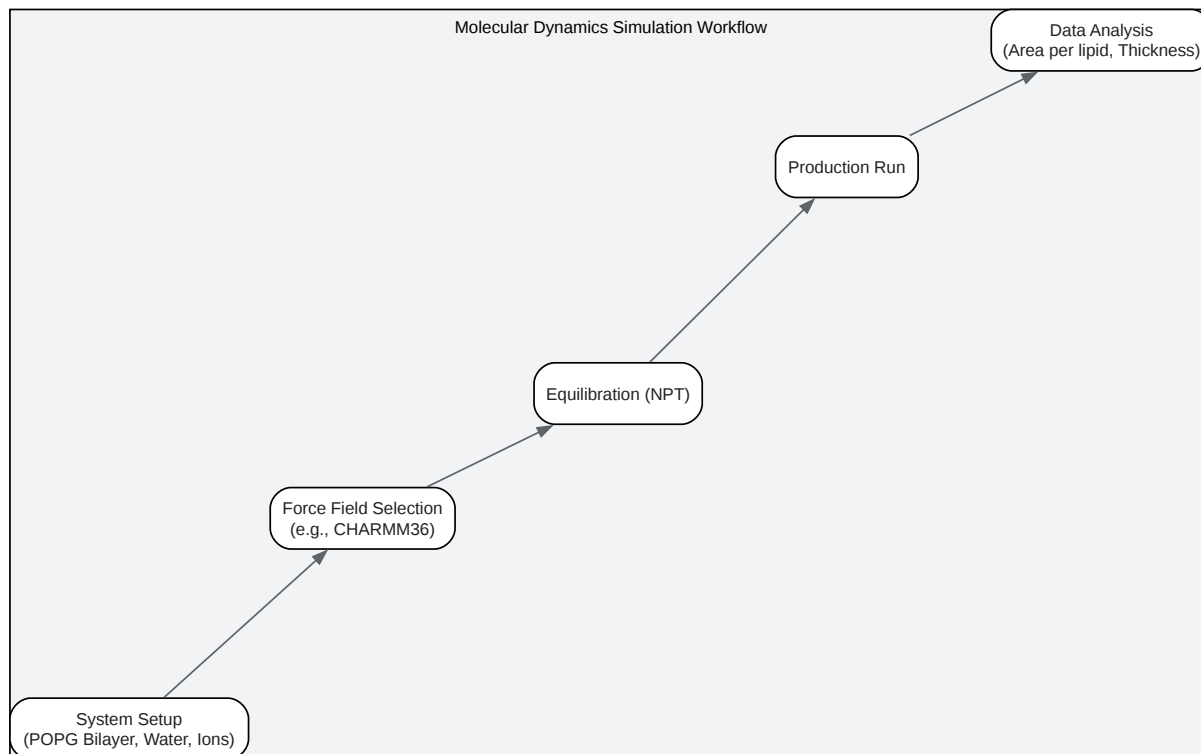 Molecular Dynamics Simulation Workflow
Data Analysis
(Area per lipid, Thickness)
Production Run
Equilibration (NPT)
Force Field Selection
(e.g., CHARMM36)
System Setup
(POPG Bilayer, Water, Ions)